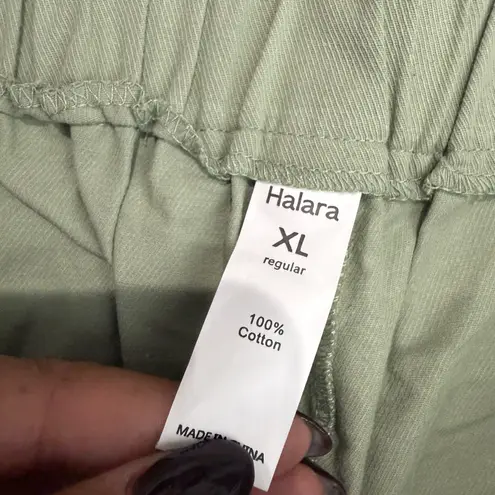 Halara
XL
regular
100%
Cotton
MADE IN CHINA